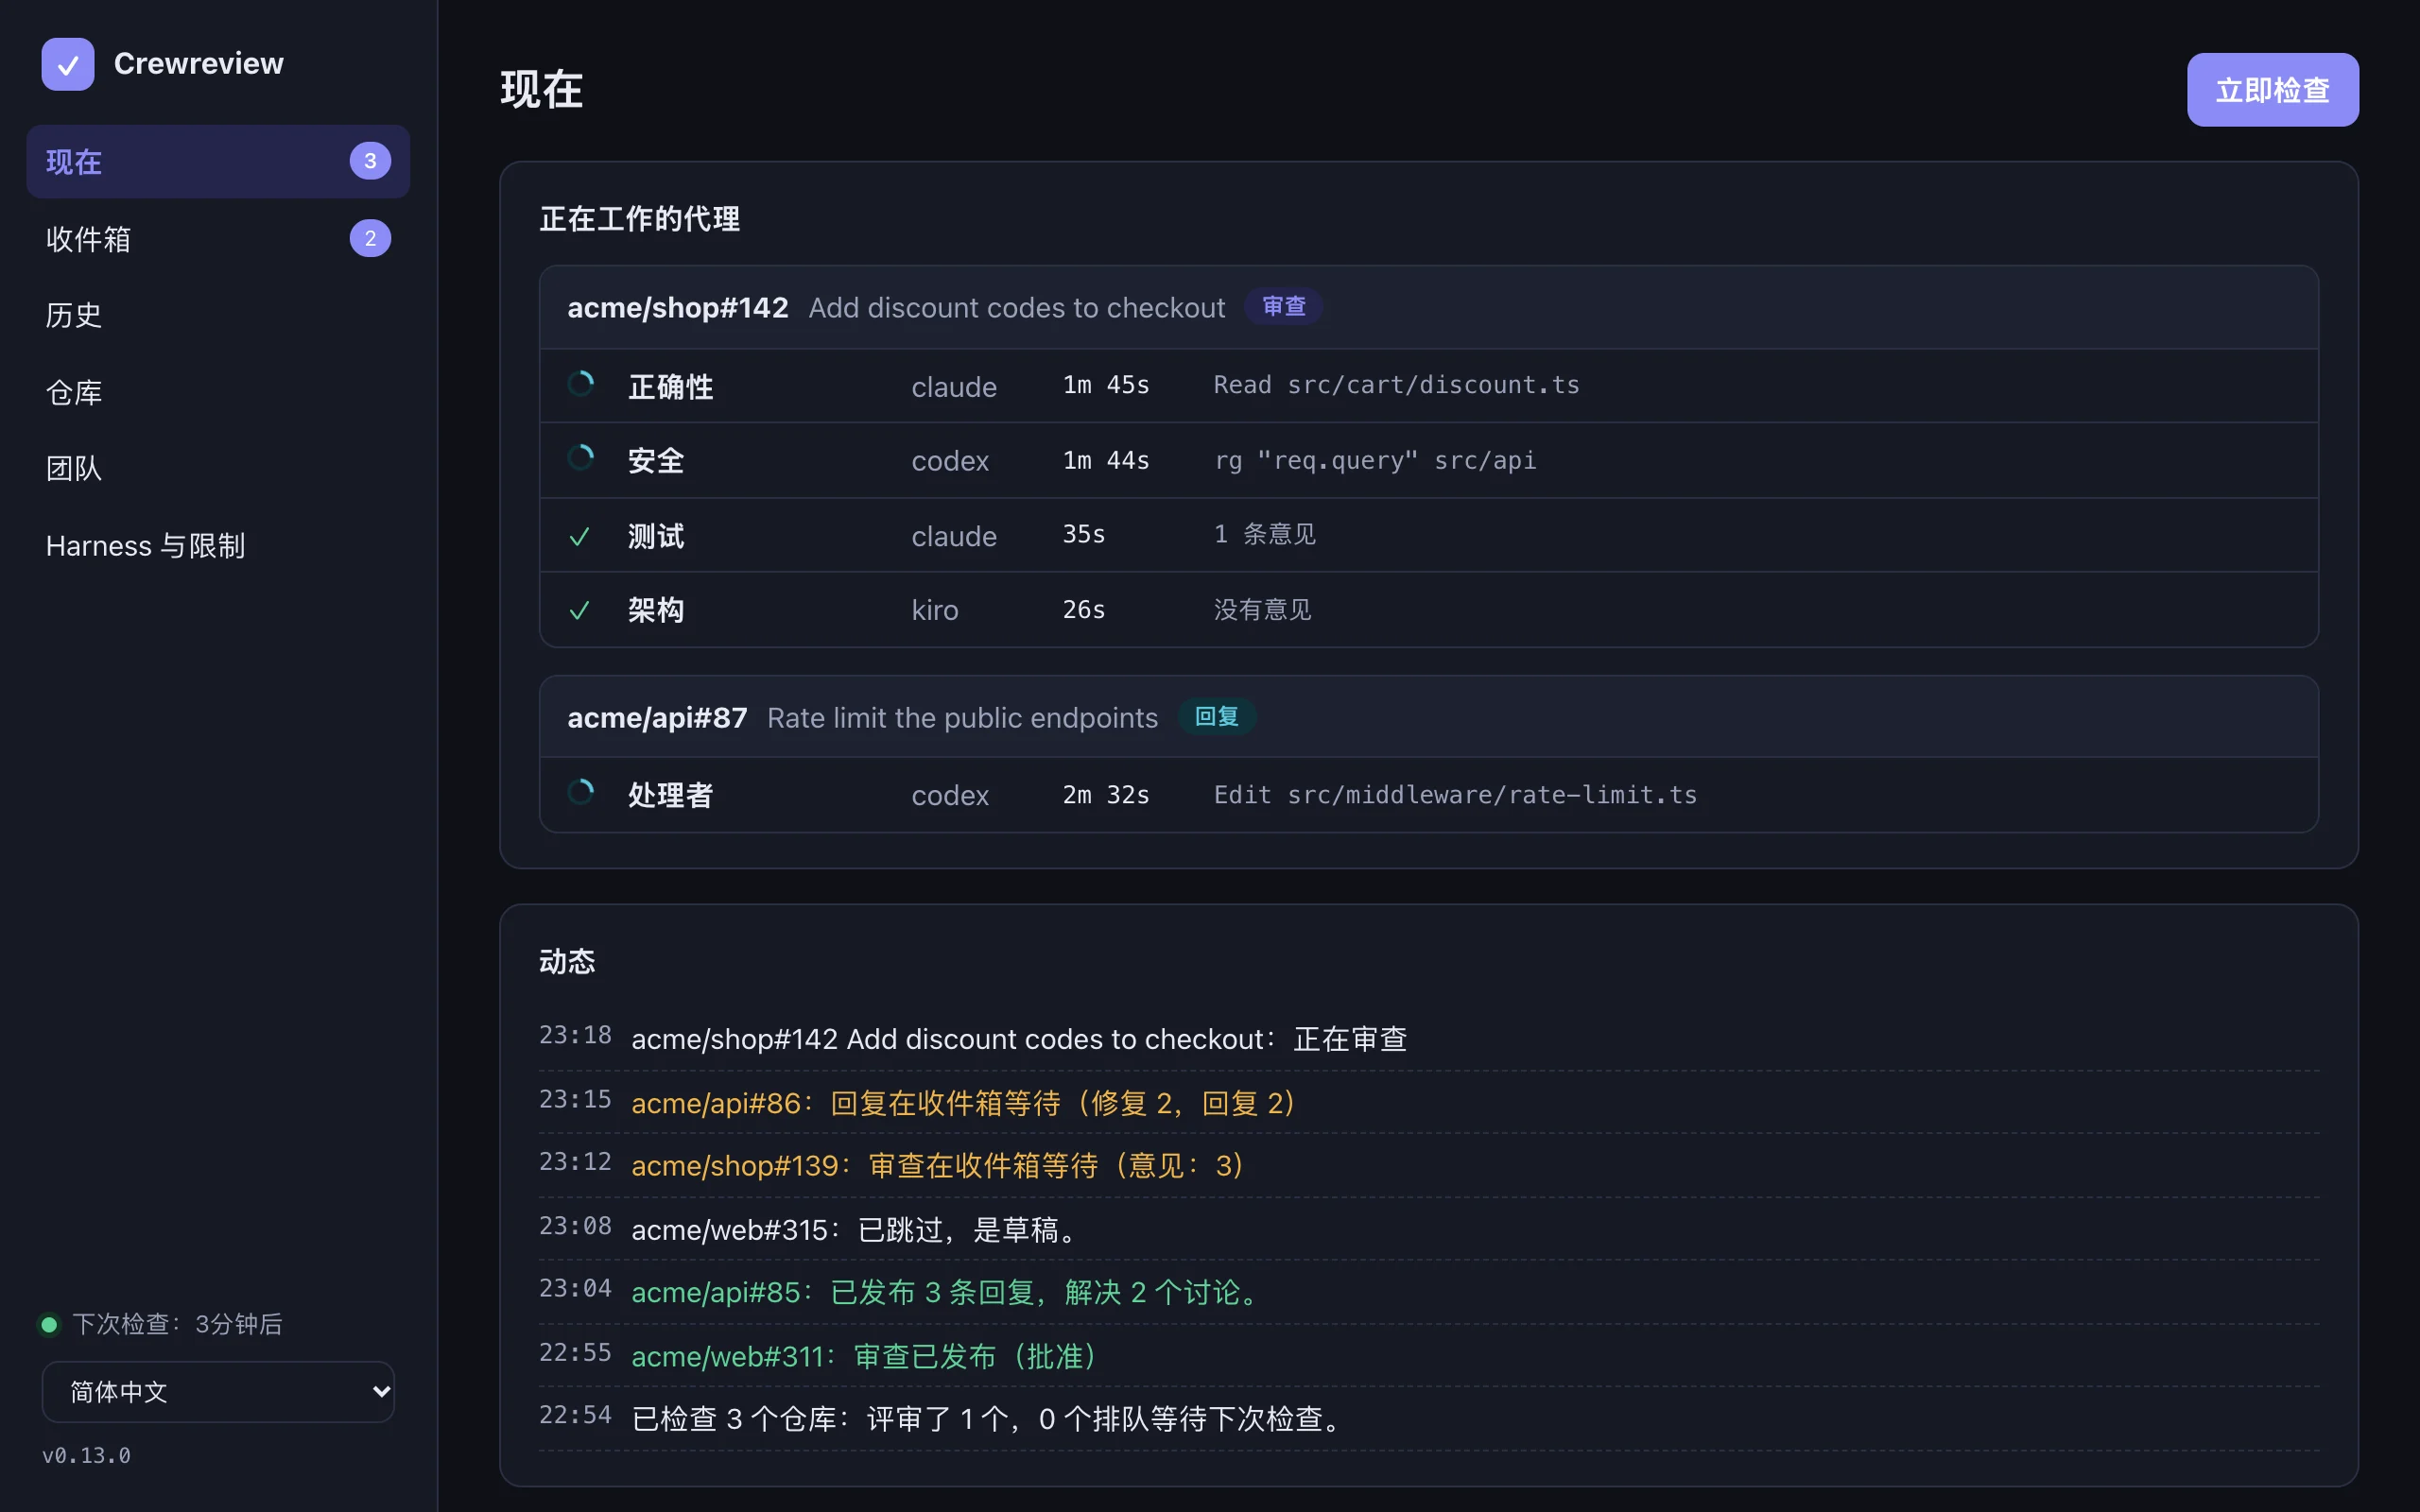 Crewreview
现在 3
收件箱 2
历史
仓库
团队
Harness 与限制
下次检查：3分钟后
简体中文
v0.13.0
现在
立即检查
正在工作的代理
acme/shop#142 Add discount codes to checkout 审查
正确性 claude 1m 45s Read src/cart/discount.ts
安全 codex 1m 44s rg "req.query" src/api
测试 claude 35s 1 条意见
架构 kiro 26s 没有意见
acme/api#87 Rate limit the public endpoints 回复
处理者 codex 2m 32s Edit src/middleware/rate-limit.ts
动态
23:18 acme/shop#142 Add discount codes to checkout：正在审查
23:15 acme/api#86：回复在收件箱等待（修复 2，回复 2）
23:12 acme/shop#139：审查在收件箱等待（意见：3）
23:08 acme/web#315：已跳过，是草稿。
23:04 acme/api#85：已发布 3 条回复，解决 2 个讨论。
22:55 acme/web#311：审查已发布（批准）
22:54 已检查 3 个仓库：评审了 1 个，0 个排队等待下次检查。